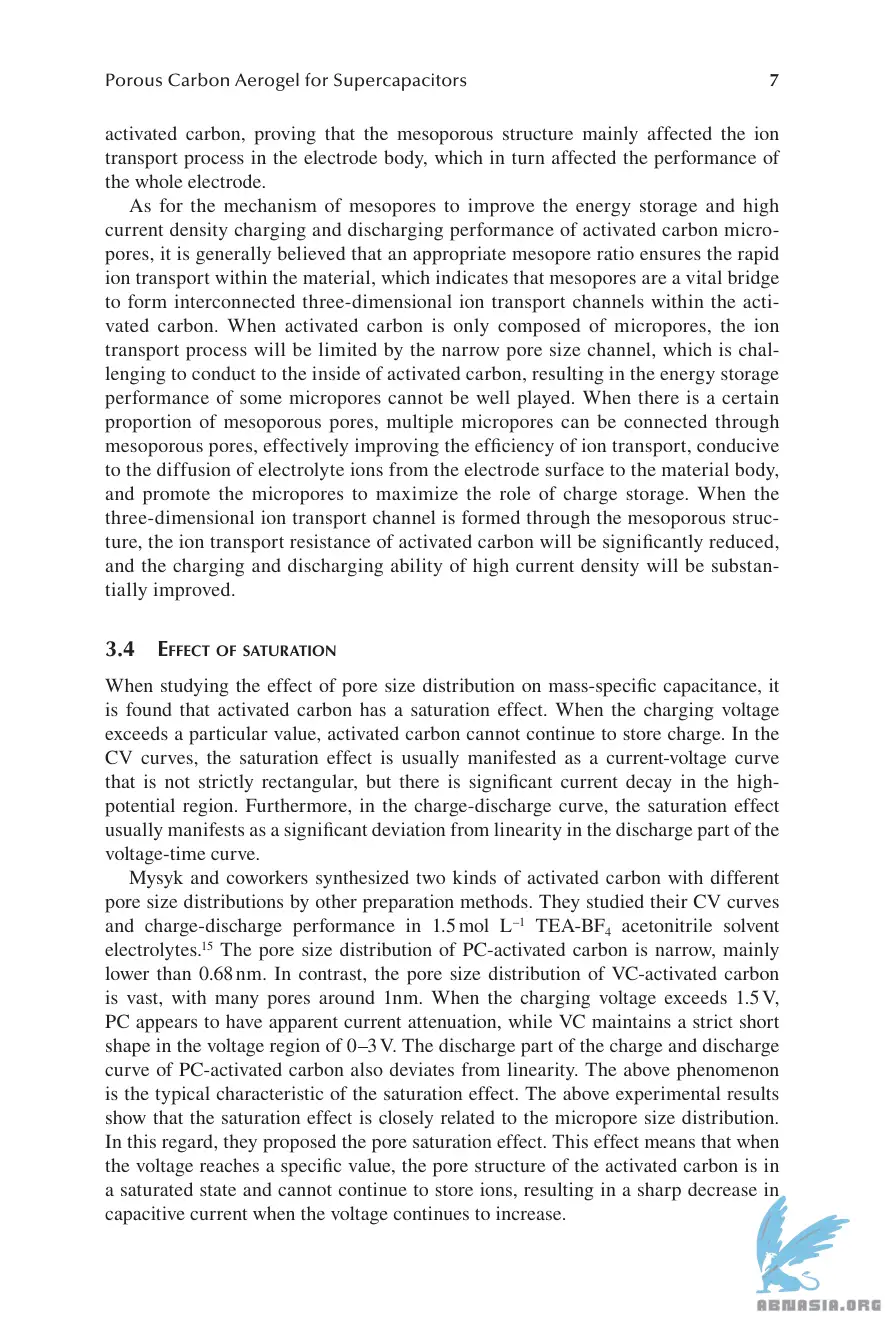 Porous Carbon Aerogel for Supercapacitors 7
activated carbon, proving that the mesoporous structure mainly affected the ion
transport process in the electrode body, which in turn affected the performance of
the whole electrode.
As for the mechanism of mesopores to improve the energy storage and high
current density charging and discharging performance of activated carbon micro-
pores, it is generally believed that an appropriate mesopore ratio ensures the rapid
ion transport within the material, which indicates that mesopores are a vital bridge
to form interconnected three-dimensional ion transport channels within the acti-
vated carbon. When activated carbon is only composed of micropores, the ion
transport process will be limited by the narrow pore size channel, which is chal-
lenging to conduct to the inside of activated carbon, resulting in the energy storage
performance of some micropores cannot be well played. When there is a certain
proportion of mesoporous pores, multiple micropores can be connected through
mesoporous pores, effectively improving the efficiency of ion transport, conducive
to the diffusion of electrolyte ions from the electrode surface to the material body,
and promote the micropores to maximize the role of charge storage. When the
three-dimensional ion transport channel is formed through the mesoporous struc-
ture, the ion transport resistance of activated carbon will be significantly reduced,
and the charging and discharging ability of high current density will be substan-
tially improved.
3.4 Effect of saturation
When studying the effect of pore size distribution on mass-specific capacitance, it
is found that activated carbon has a saturation effect. When the charging voltage
exceeds a particular value, activated carbon cannot continue to store charge. In the
CV curves, the saturation effect is usually manifested as a current-voltage curve
that is not strictly rectangular, but there is significant current decay in the high-
potential region. Furthermore, in the charge-discharge curve, the saturation effect
usually manifests as a significant deviation from linearity in the discharge part of the
voltage-time curve.
Mysyk and coworkers synthesized two kinds of activated carbon with different
pore size distributions by other preparation methods. They studied their CV curves
and charge-discharge performance in 1.5 mol L⁻¹ TEA-BF₄ acetonitrile solvent
electrolytes.¹⁵ The pore size distribution of PC-activated carbon is narrow, mainly
lower than 0.68 nm. In contrast, the pore size distribution of VC-activated carbon
is vast, with many pores around 1nm. When the charging voltage exceeds 1.5 V,
PC appears to have apparent current attenuation, while VC maintains a strict short
shape in the voltage region of 0–3 V. The discharge part of the charge and discharge
curve of PC-activated carbon also deviates from linearity. The above phenomenon
is the typical characteristic of the saturation effect. The above experimental results
show that the saturation effect is closely related to the micropore size distribution.
In this regard, they proposed the pore saturation effect. This effect means that when
the voltage reaches a specific value, the pore structure of the activated carbon is in
a saturated state and cannot continue to store ions, resulting in a sharp decrease in
capacitive current when the voltage continues to increase.
ABNASIA.ORG